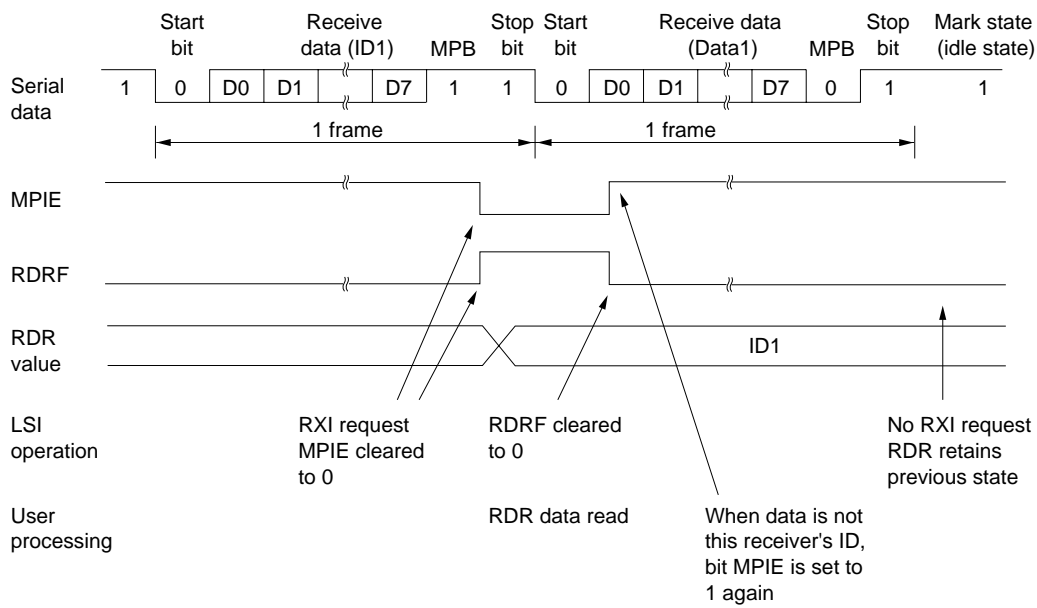 Start Receive Stop Start Receive data Stop Mark state
bit data (ID1) MPB bit bit (Data1) MPB bit (idle state)
Serial data 1 0 D0 D1 D7 1 1 0 D0 D1 D7 0 1 1
1 frame 1 frame
MPIE
RDRF
RDR
value
ID1
LSI
operation
RXI request
MPIE cleared
to 0
RDRF cleared
to 0
No RXI request
RDR retains
previous state
User
processing
RDR data read
When data is not
this receiver's ID,
bit MPIE is set to
1 again